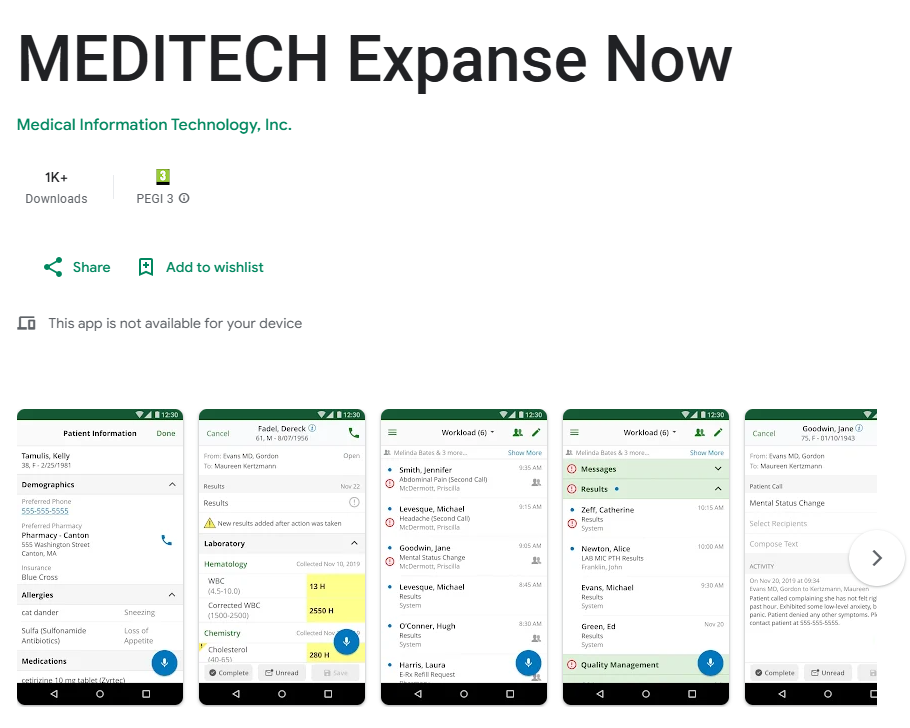 MEDITECH Expanse Now
Medical Information Technology, Inc.
1K+
Downloads
3
PEGI 3
Share
Add to wishlist
This app is not available for your device
12:30
Patient Information Done
Tamulis, Kelly
38, F - 2/25/1981
Demographics
Preferred Phone
555-555-5555
Preferred Pharmacy
Pharmacy - Canton
555 Washington Street
Canton, MA
Insurance
Blue Cross
Allergies
cat dander Sneezing
Sulfa (Sulfonamide Loss of
Antibiotics) Appetite
Medications
cetirizine 10 mg tablet (Zyrtec)
12:30
Cancel Fadel, Dereck
61, M - 8/07/1956
From: Evans MD, Gordon Open
To: Maureen Kertzmann
Results Nov 22
Results
New results added after action was taken
Laboratory
Hematology Collected Nov 10, 2019
WBC 13 H
(4.5-10.0)
Corrected WBC 2550 H
(1500-2500)
Chemistry Collected Nov
Cholesterol 280 H
(40-65)
Complete Unread Save
12:30
Workload (6)
Melinda Bates & 3 more... Show More
Smith, Jennifer 9:35 AM
Abdominal Pain (Second Call)
McDermott, Priscilla
Levesque, Michael 9:15 AM
Headache (Second Call)
McDermott, Priscilla
Goodwin, Jane 9:05 AM
Mental Status Change
McDermott, Priscilla
Levesque, Michael 8:45 AM
Results
System
O'Conner, Hugh 8:30 AM
Results
System
Harris, Laura
E-Rx Refill Request
12:30
Workload (6)
Melinda Bates & 3 more... Show More
Messages
Results
Zeff, Catherine 10:15 AM
Results
System
Newton, Alice 10:00 AM
LAB MIC PTH Results
Franklin, John
Evans, Michael 9:30 AM
Results
System
Green, Ed Nov 20
Results
System
Quality Management
Cancel Goodwin, Jane
75, F - 01/10/1943
From: Evans MD, Gordon
To: Maureen Kertzmann
Patient Call
Mental Status Change
Select Recipients
Compose Text
ACTIVITY
On Nov 20, 2019 at 09:34
Evans MD, Gordon to Kertzmann, Maureen
Patient called complaining she has not felt rig
past hour. Exhibited some low-level anxiety, b
panic. Patient denied any other symptoms. Pl
contact patient at 555-555-5555.
Complete Unread